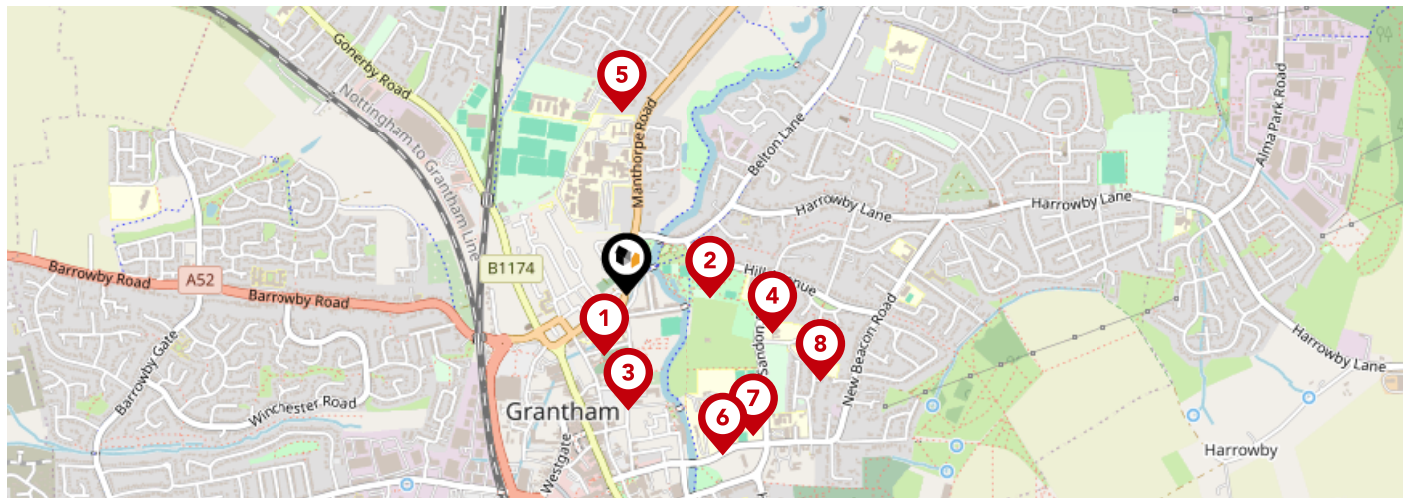 Gonerby Road
Nottingham to Grantham Line
5
Manthorpe Road
Belton Lane
Alma Park Road
Harrowby Lane
Harrowby Lane
Barrowby Road
A52
Barrowby Road
B1174
2
4
1
8
3
Sandon
New Beacon Road
Harrowby Lane
Barrowby Gate
Winchester Road
Grantham
7
6
Westgate
Harrowby